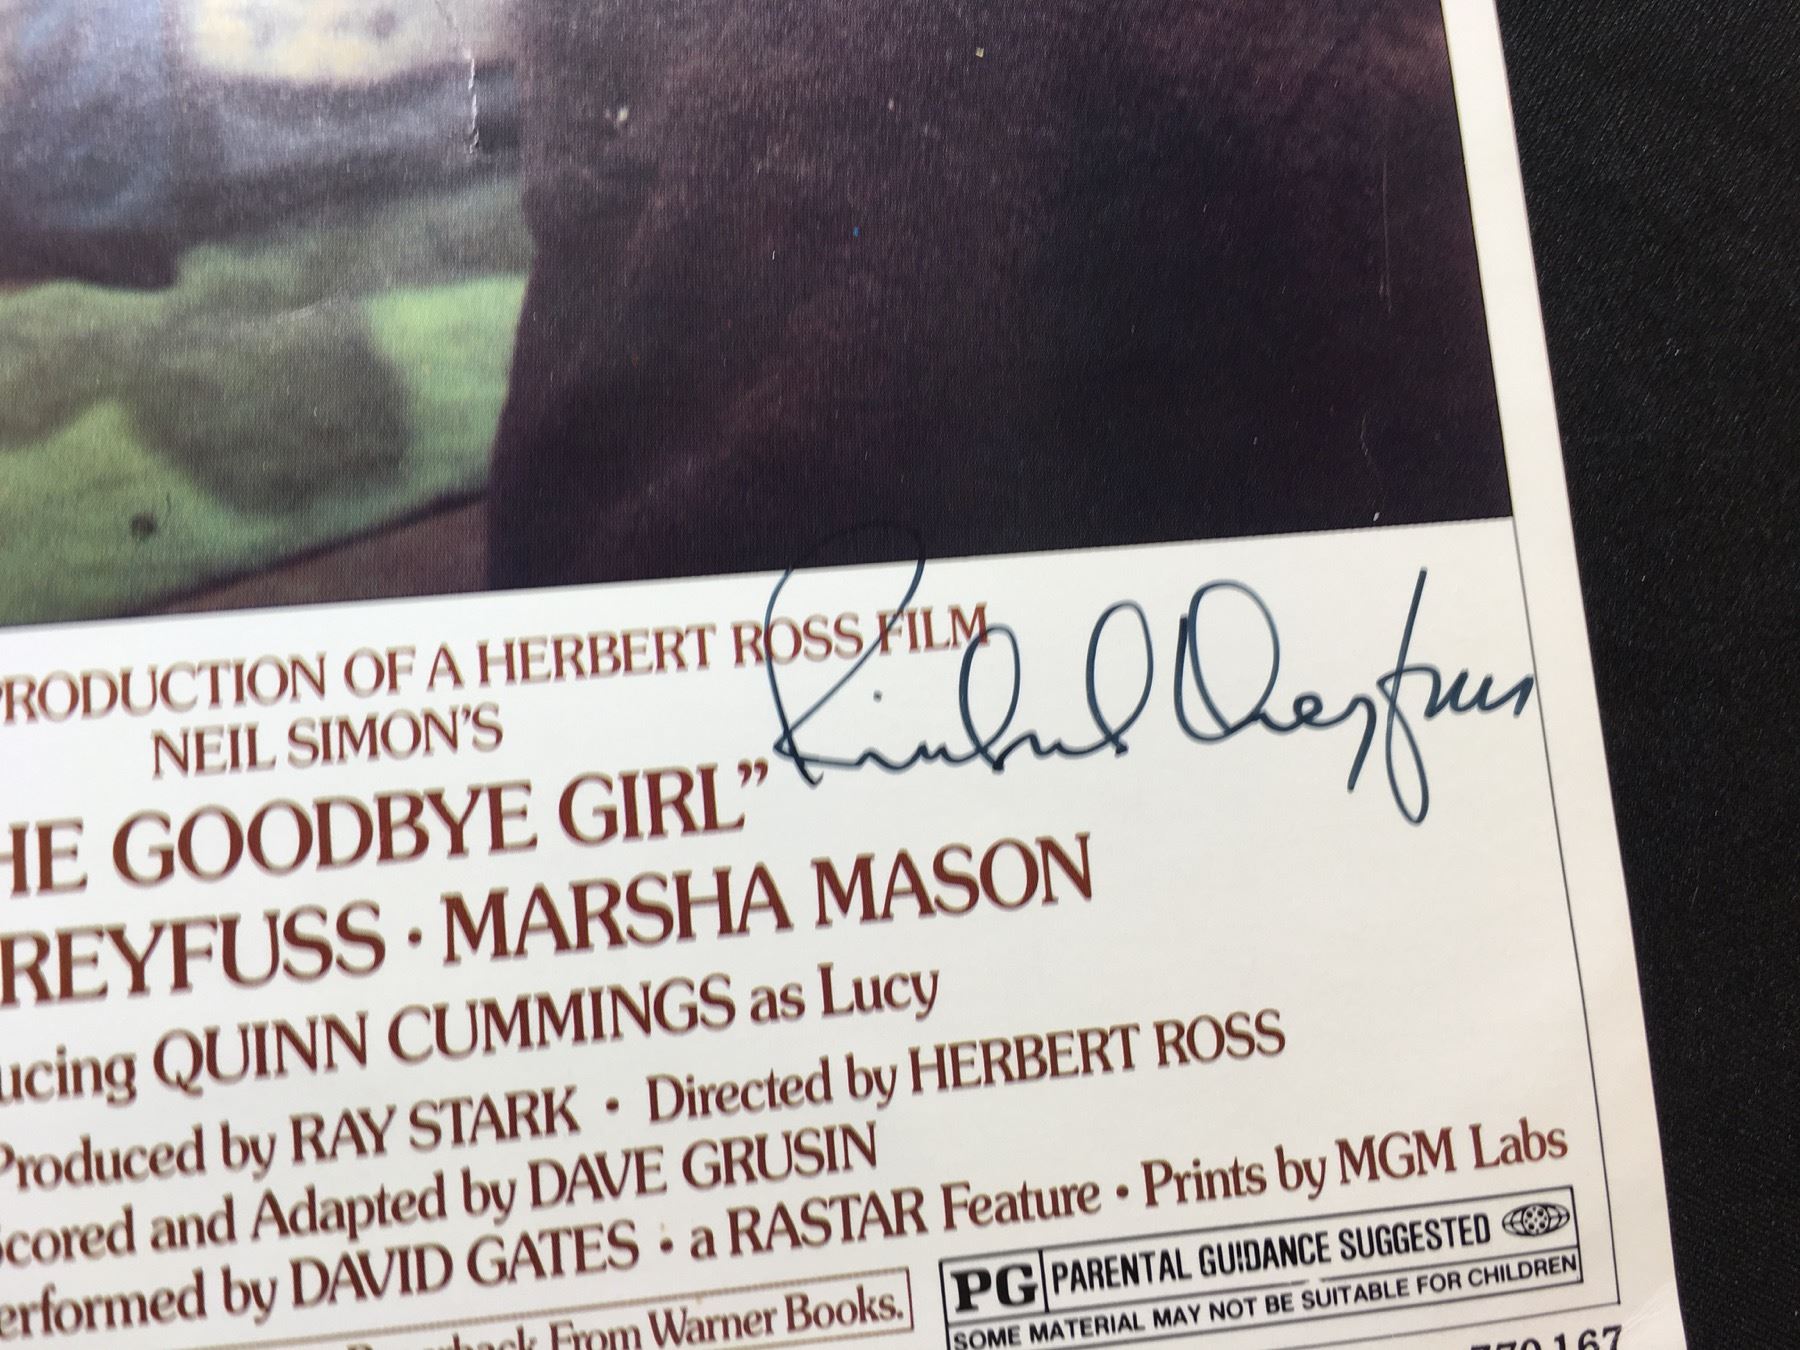 PRODUCTION OF A HERBERT ROSS FILM
Richard Dreyfuss
NEIL SIMON'S
HE GOODBYE GIRL”
REYFUSS · MARSHA MASON
ucing QUINN CUMMINGS as Lucy
Produced by RAY STARK · Directed by HERBERT ROSS
cored and Adapted by DAVE GRUSIN
erformed by DAVID GATES · a RASTAR Feature · Prints by MGM Labs
From Warner Books.
PG PARENTAL GUIDANCE SUGGESTED
SOME MATERIAL MAY NOT BE SUITABLE FOR CHILDREN
770167